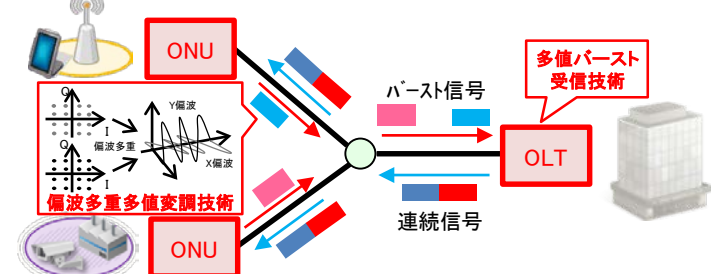 ONU
Q
I
Q
I
偏波多重
Y偏波
X偏波
偏波多重多値変調技術
ONU
バースト信号
連続信号
多値バースト
受信技術
OLT